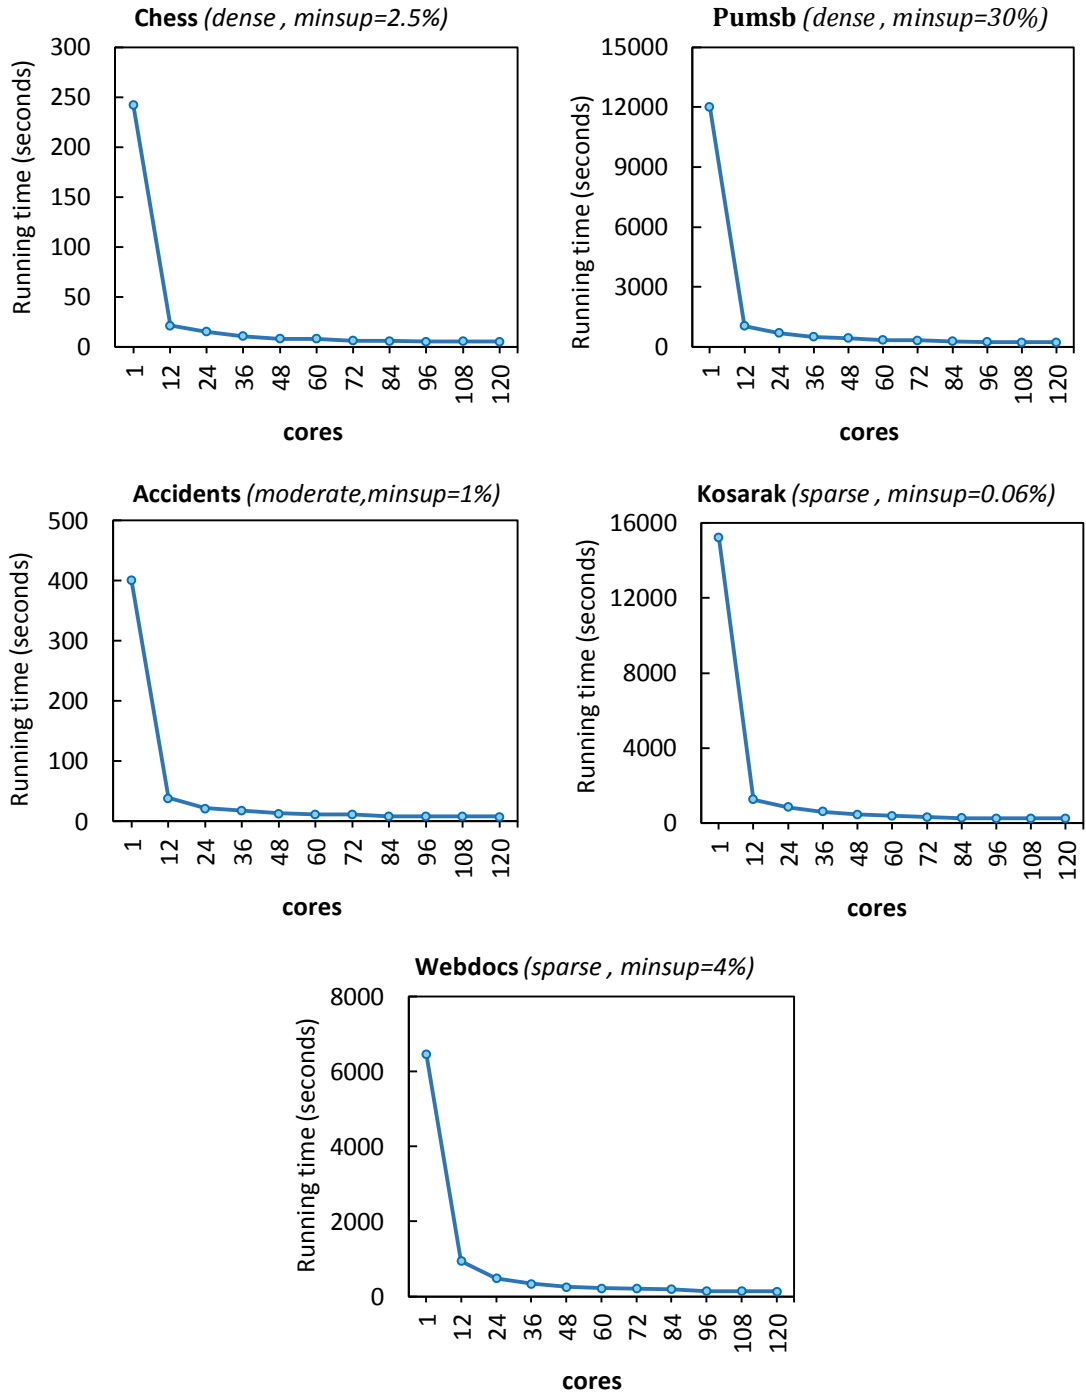 Chess (dense , minsup=2.5%)
Running time (seconds)
300
250
200
150
100
50
0
1 12 24 36 48 60 72 84 96 108 120
cores
Pumsb (dense , minsup=30%)
Running time (seconds)
15000
12000
9000
6000
3000
0
1 12 24 36 48 60 72 84 96 108 120
cores
Accidents (moderate,minsup=1%)
Running time (seconds)
500
400
300
200
100
0
1 12 24 36 48 60 72 84 96 108 120
cores
Kosarak (sparse , minsup=0.06%)
Running time (seconds)
16000
12000
8000
4000
0
1 12 24 36 48 60 72 84 96 108 120
cores
Webdocs (sparse , minsup=4%)
Running time (seconds)
8000
6000
4000
2000
0
1 12 24 36 48 60 72 84 96 108 120
cores